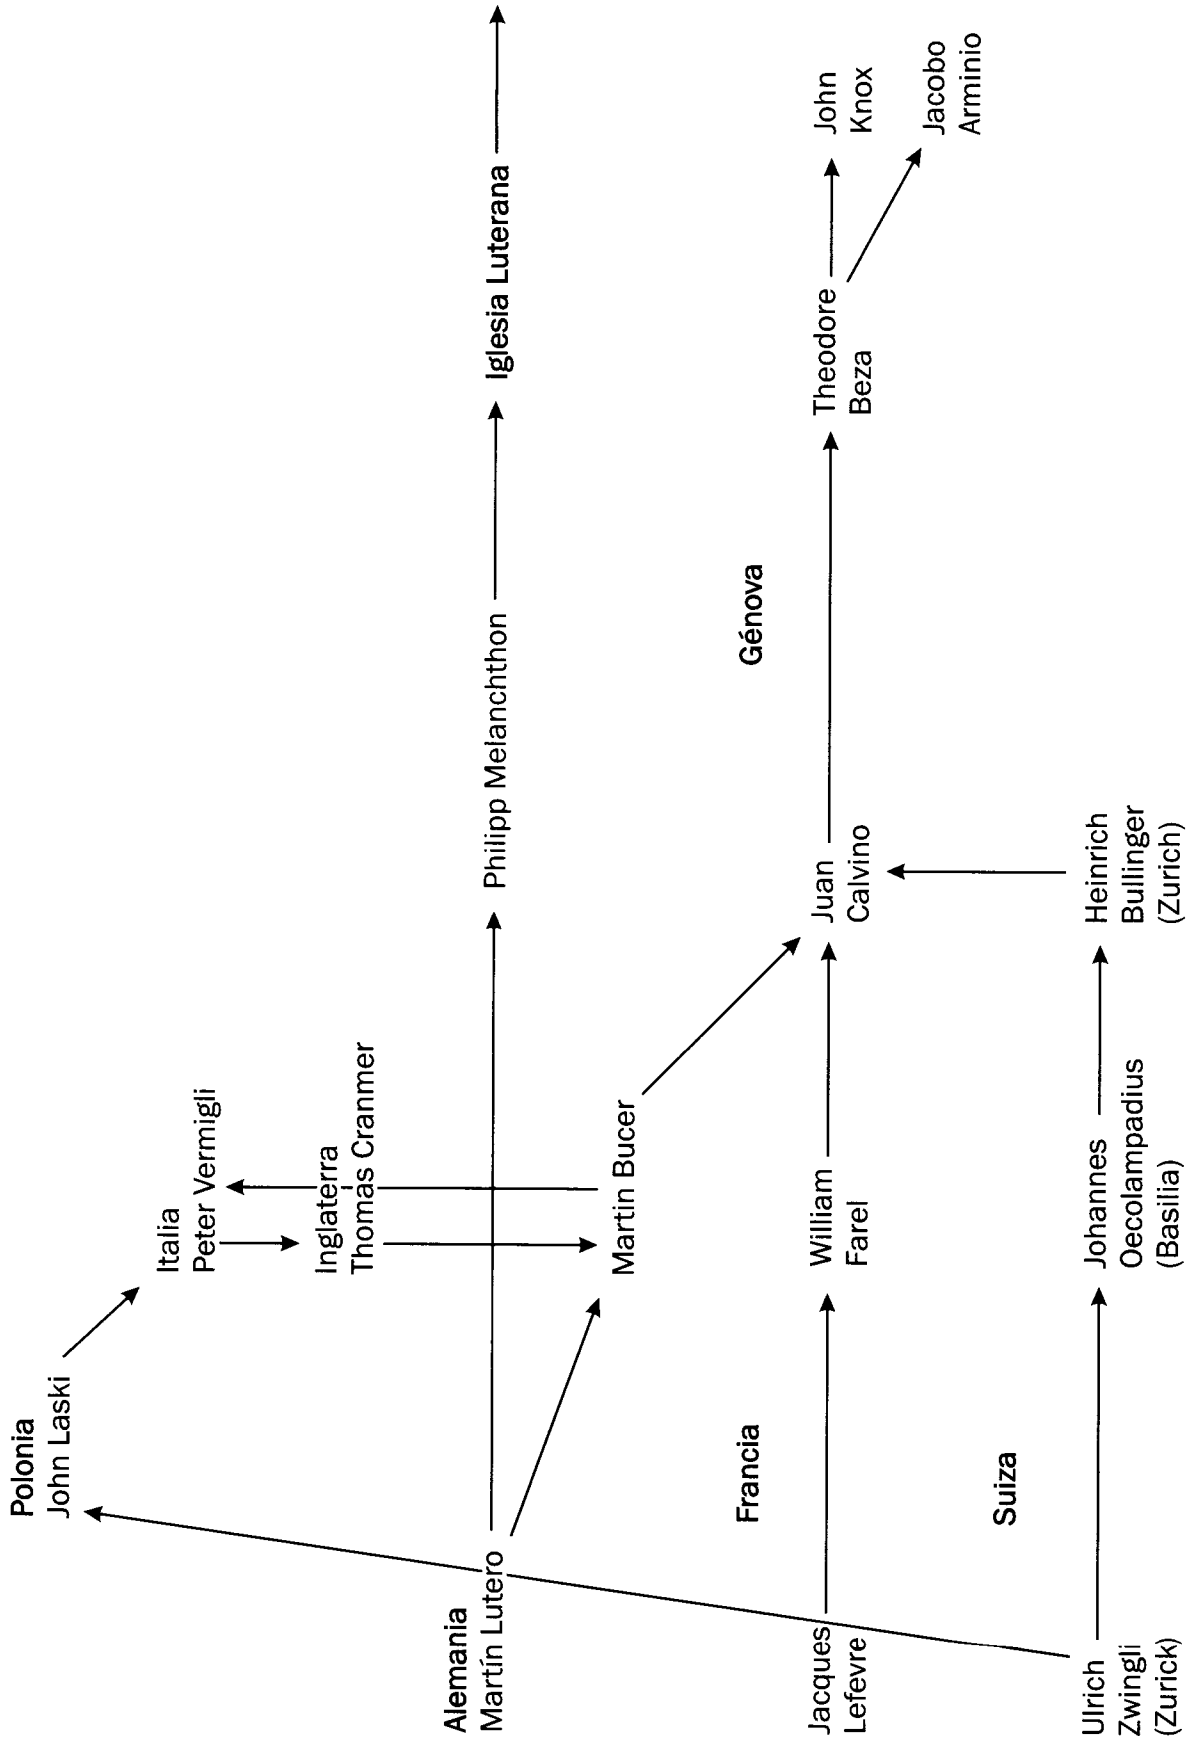 Polonia
John Laski
Italia
Peter Vermigli
Inglaterra
Thomas Cranmer
Alemania
Martín Lutero
Philipp Melanchthon
Iglesia Luterana
Martin Bucer
Francia
Génova
Jacques
Lefevre
William
Farel
Juan
Calvino
Theodore
Beza
John
Knox
Jacobo
Arminio
Suiza
Ulrich
Zwingli
(Zurick)
Johannes
Oecolampadius
(Basilia)
Heinrich
Bullinger
(Zurich)